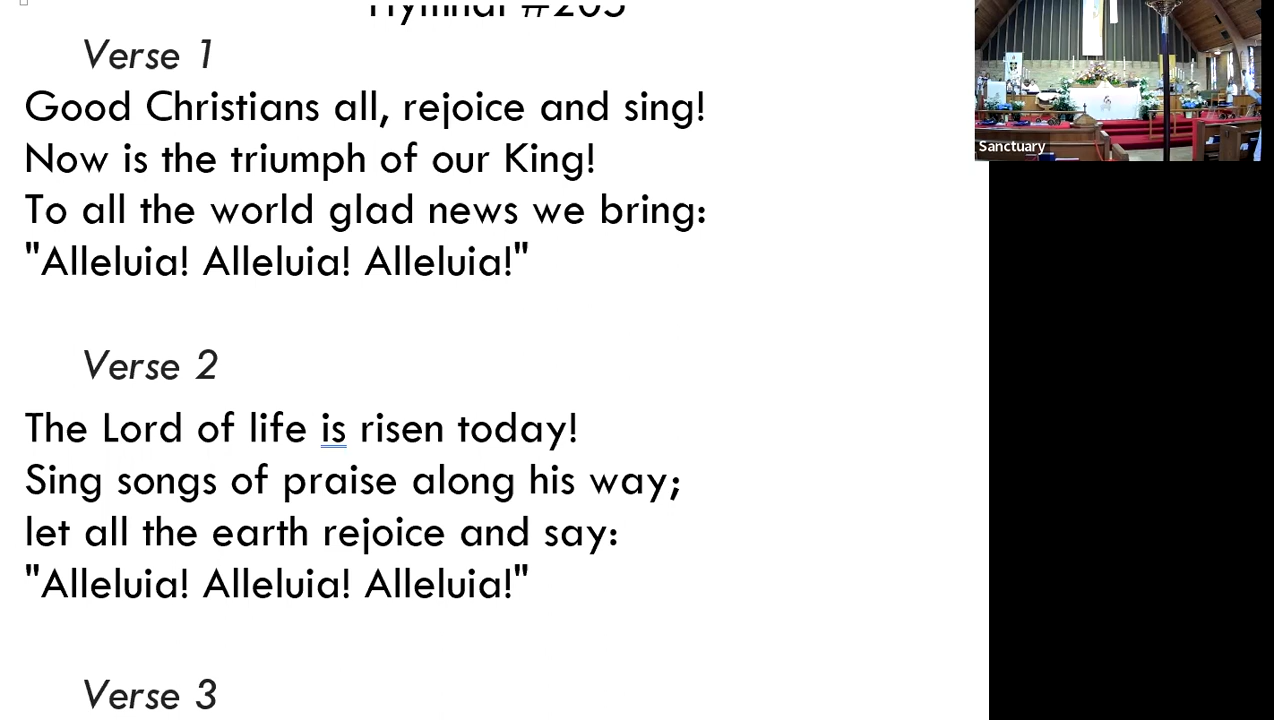 Hymnal #205
Verse 1
Good Christians all, rejoice and sing!
Now is the triumph of our King!
To all the world glad news we bring:
"Alleluia! Alleluia! Alleluia!"
Verse 2
The Lord of life is risen today!
Sing songs of praise along his way;
let all the earth rejoice and say:
"Alleluia! Alleluia! Alleluia!"
Verse 3
Sanctuary